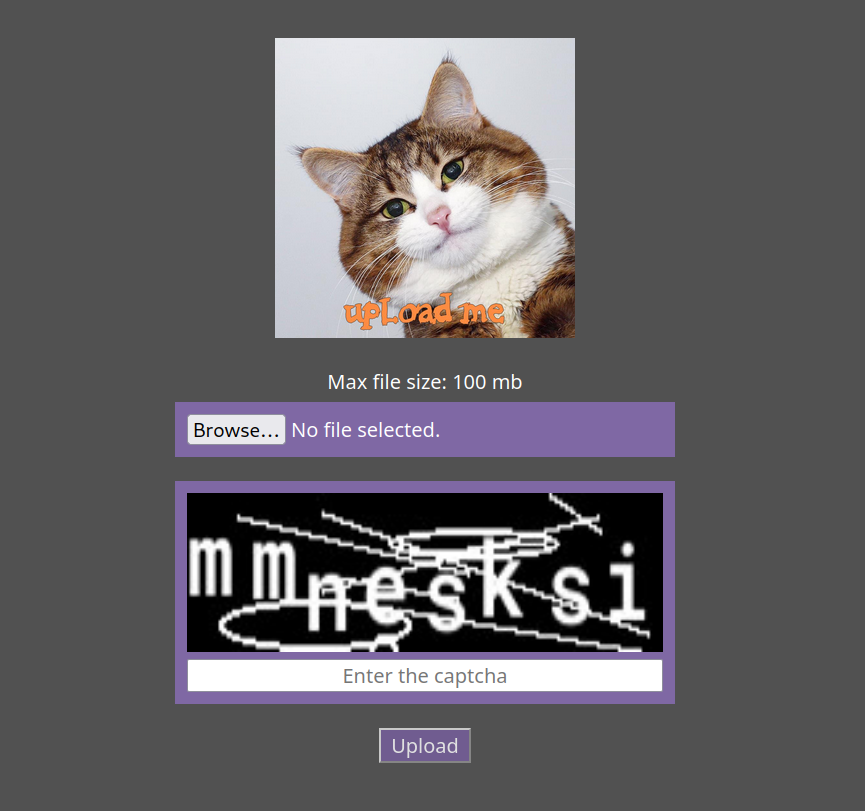 upLoad me
Max file size: 100 mb
Browse... No file selected.
mmnesksi
Enter the captcha
Upload